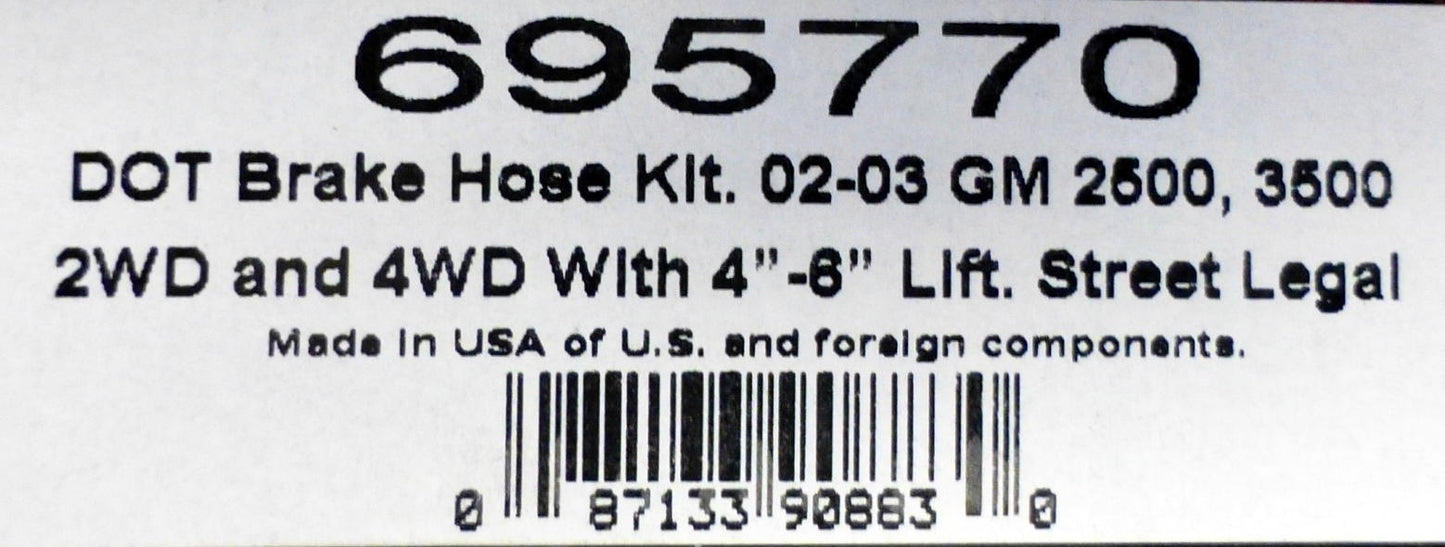 695770
DOT Brake Hose Kit. 02-03 GM 2500, 3500
2WD and 4WD With 4"-6" Lift. Street Legal
Made in USA of U.S. and foreign components.
0 87133 90883 0